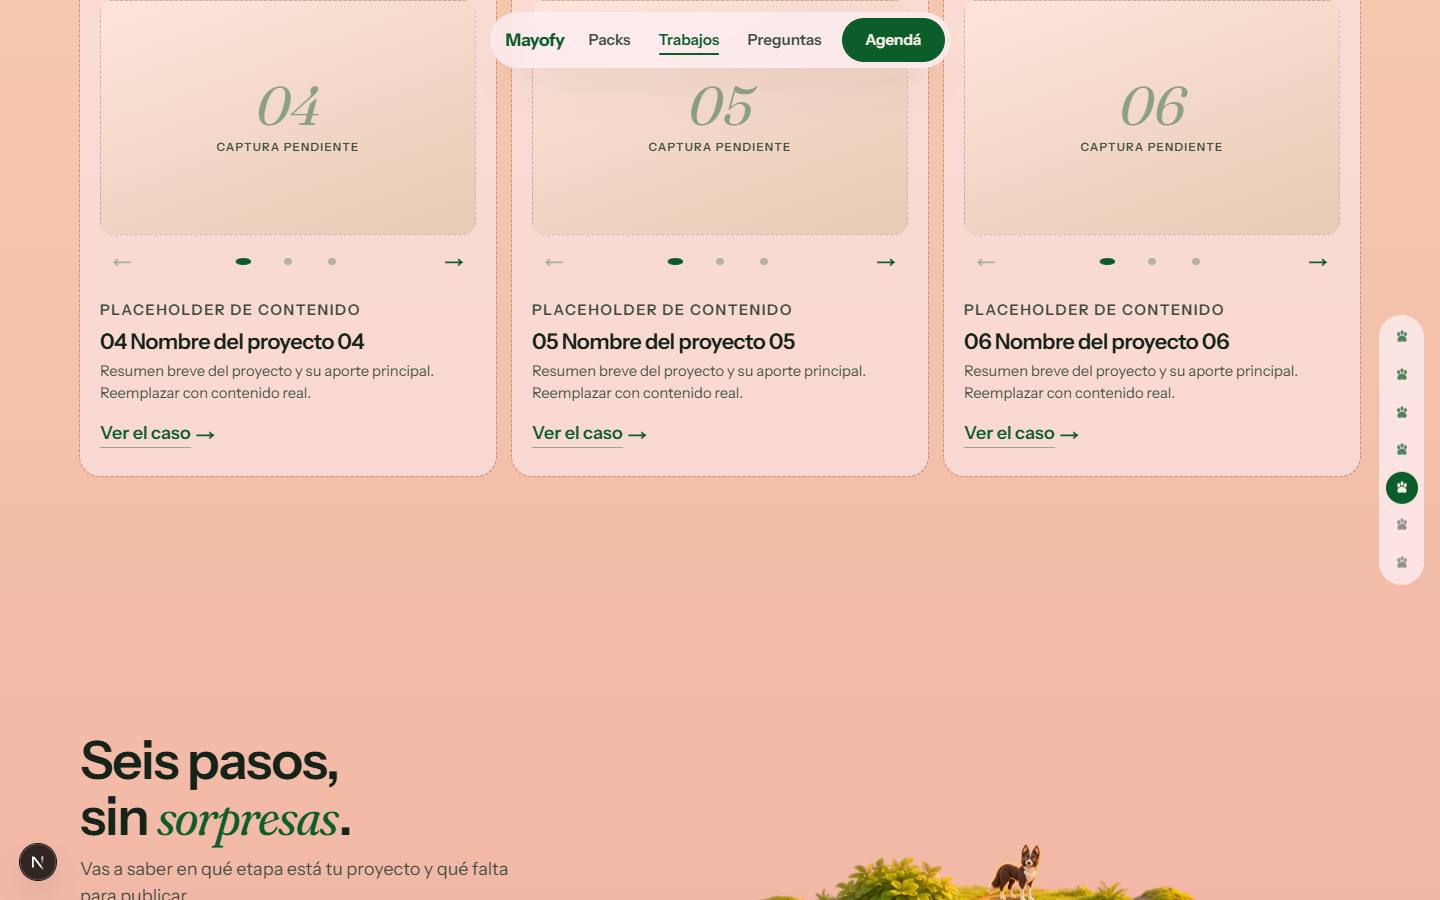 Mayofy Packs Trabajos Preguntas Agendá
04 05 06
CAPTURA PENDIENTE CAPTURA PENDIENTE CAPTURA PENDIENTE
← → ← → ← →
PLACEHOLDER DE CONTENIDO
04 Nombre del proyecto 04
Resumen breve del proyecto y su aporte principal.
Reemplazar con contenido real.
Ver el caso →
PLACEHOLDER DE CONTENIDO
05 Nombre del proyecto 05
Resumen breve del proyecto y su aporte principal.
Reemplazar con contenido real.
Ver el caso →
PLACEHOLDER DE CONTENIDO
06 Nombre del proyecto 06
Resumen breve del proyecto y su aporte principal.
Reemplazar con contenido real.
Ver el caso →
Seis pasos,
sin sorpresas.
Vas a saber en qué etapa está tu proyecto y qué falta
para publicar
N